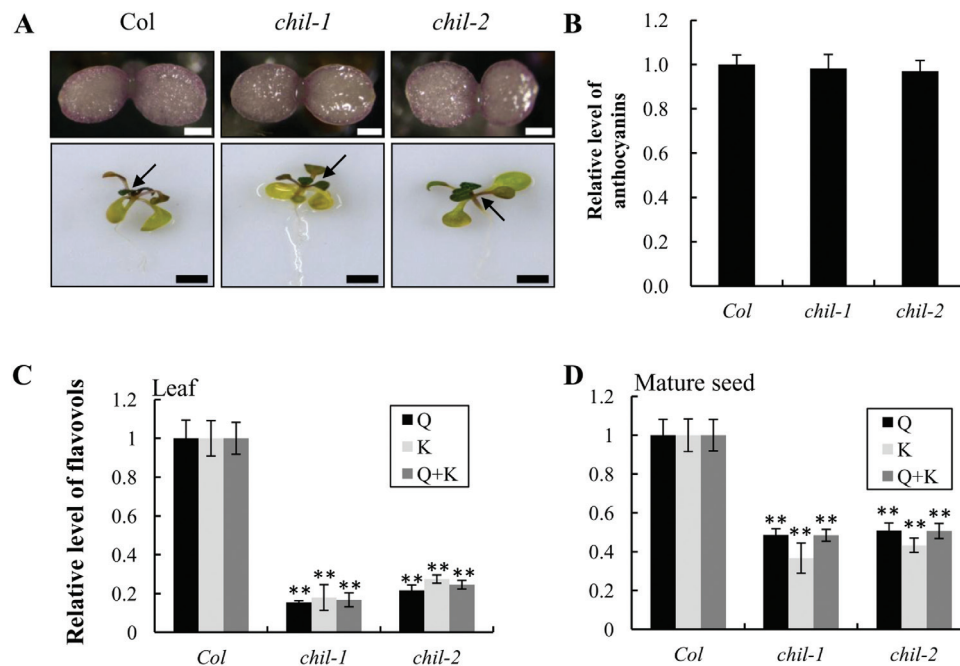 A
Col
chil-1
chil-2
B
Relative level of
anthocyanins
1.2
1.0
0.8
0.6
0.4
0.2
0.0
Col
chil-1
chil-2
C
Leaf
Relative level of flavovols
1.2
1
0.8
0.6
0.4
0.2
0
Q
K
Q+K
**
**
**
**
**
**
Col
chil-1
chil-2
D
Mature seed
1.2
1
0.8
0.6
0.4
0.2
0
Q
K
Q+K
**
**
**
**
**
**
Col
chil-1
chil-2